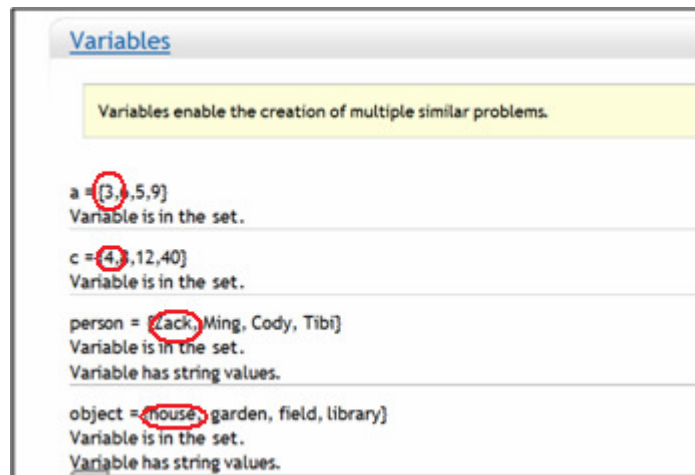 Variables
Variables enable the creation of multiple similar problems.
a = {3,6,5,9}
Variable is in the set.
c = {4,8,12,40}
Variable is in the set.
person = {Zack, Ming, Cody, Tibi}
Variable is in the set.
Variable has string values.
object = {house, garden, field, library}
Variable is in the set.
Variable has string values.